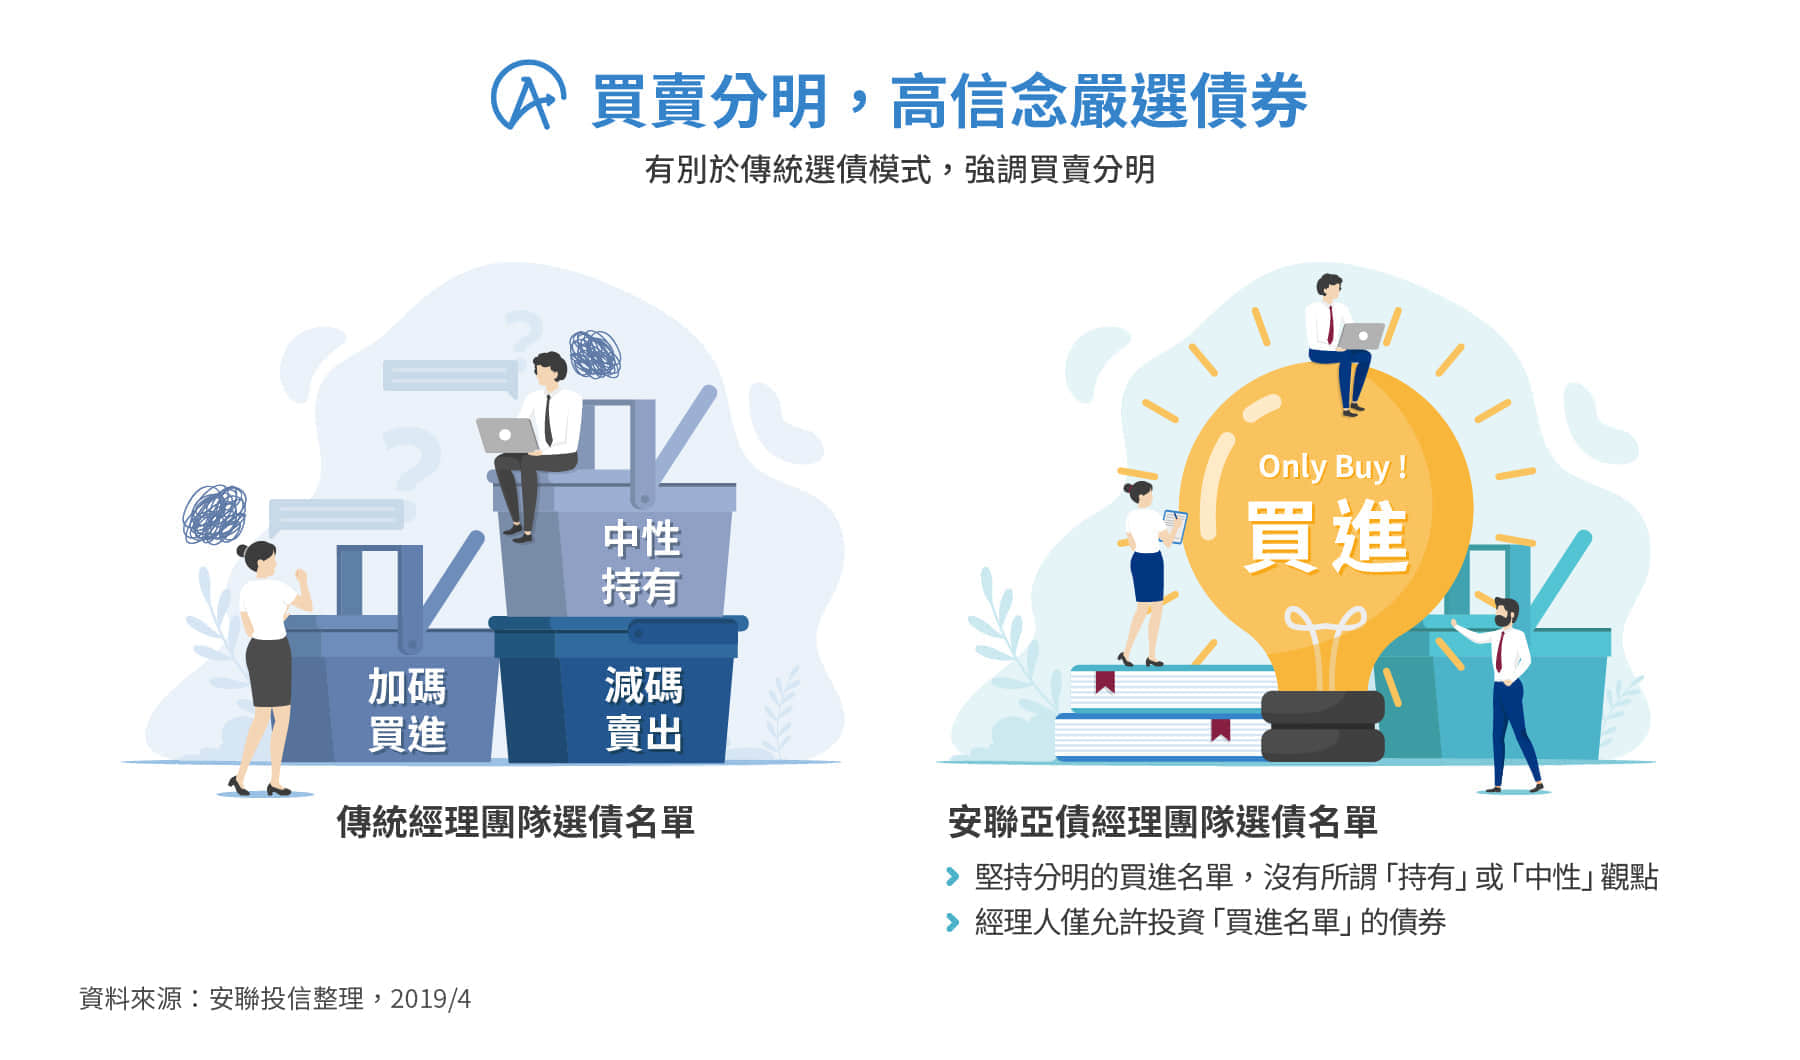 買賣分明，高信念嚴選債券
有別於傳統選債模式，強調買賣分明
中性
持有
加碼
買進
減碼
賣出
傳統經理團隊選債名單
Only Buy !
買進
安聯亞債經理團隊選債名單
堅持分明的買進名單，沒有所謂「持有」或「中性」觀點
經理人僅允許投資「買進名單」的債券
資料來源：安聯投信整理，2019/4